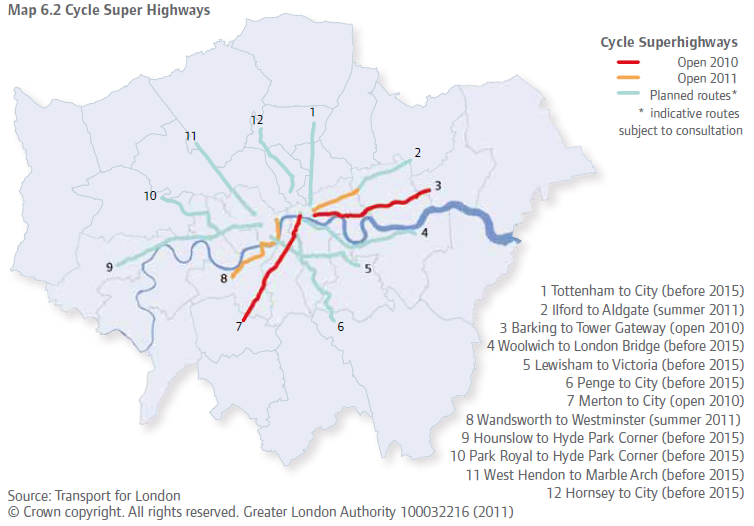 Map 6.2 Cycle Super Highways
Cycle Superhighways
Open 2010
Open 2011
Planned routes*
* indicative routes
subject to consultation
1
12
11
2
3
10
4
9
5
8
7
6
1 Tottenham to City (before 2015)
2 Ilford to Aldgate (summer 2011)
3 Barking to Tower Gateway (open 2010)
4 Woolwich to London Bridge (before 2015)
5 Lewisham to Victoria (before 2015)
6 Penge to City (before 2015)
7 Merton to City (open 2010)
8 Wandsworth to Westminster (summer 2011)
9 Hounslow to Hyde Park Corner (before 2015)
10 Park Royal to Hyde Park Corner (before 2015)
11 West Hendon to Marble Arch (before 2015)
12 Hornsey to City (before 2015)
Source: Transport for London
© Crown copyright. All rights reserved. Greater London Authority 100032216 (2011)